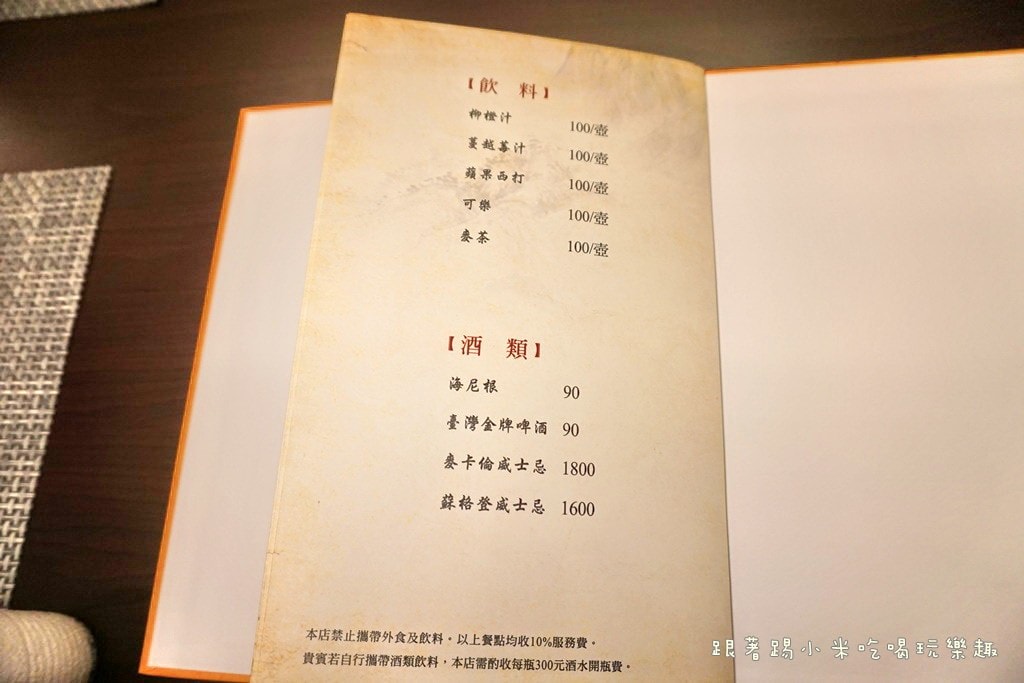 【飲 料】
柳橙汁 100/壺
蔓越莓汁 100/壺
蘋果西打 100/壺
可樂 100/壺
麥茶 100/壺
【酒 類】
海尼根 90
臺灣金牌啤酒 90
麥卡倫威士忌 1800
蘇格登威士忌 1600
本店禁止攜帶外食及飲料。以上餐點均收10%服務費。
貴賓若自行攜帶酒類飲料，本店需酌收每瓶300元酒水開瓶費。
跟著踢小米吃喝玩樂趣